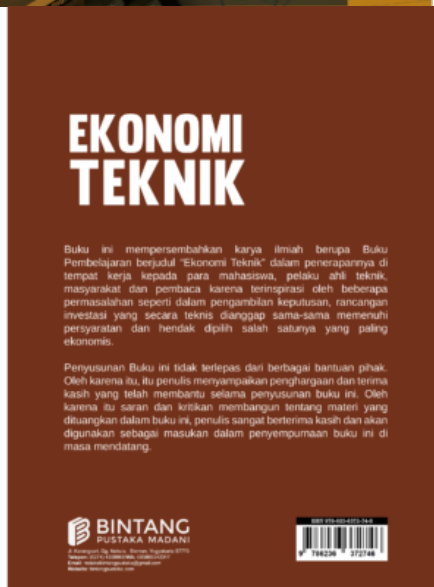 EKONOMI
TEKNIK
Buku ini mempersembahkan karya ilmiah berupa Buku
Pembelajaran berjudul "Ekonomi Teknik" dalam penerapannya di
tempat kerja kepada para mahasiswa, pelaku ahli teknik,
masyarakat dan pembaca karena terinspirasi oleh beberapa
permasalahan seperti dalam pengambilan keputusan, rancangan
investasi yang secara teknis dianggap sama-sama memenuhi
persyaratan dan hendak dipilih salah satunya yang paling
ekonomis.
Penyusunan Buku ini tidak terlepas dari berbagai bantuan pihak.
Oleh karena itu, itu penulis menyampaikan penghargaan dan terima
kasih yang telah membantu selama penyusunan buku ini. Oleh
karena itu saran dan kritikan membangun tentang materi yang
dituangkan dalam buku ini, penulis sangat berterima kasih dan akan
digunakan sebagai masukan dalam penyempurnaan buku ini di
masa mendatang.
BINTANG
PUSTAKA MADANI
9 786236 372746